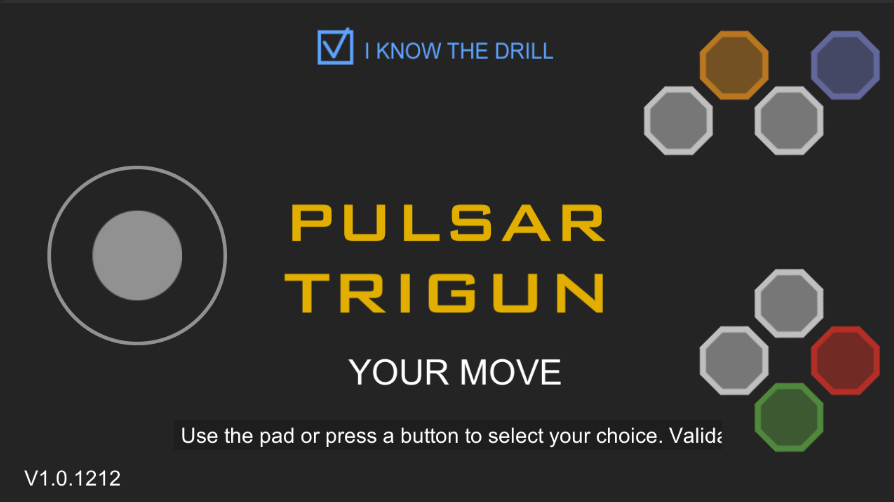 I KNOW THE DRILL
PULSAR
TRIGUN
YOUR MOVE
Use the pad or press a button to select your choice.
V1.0.1212